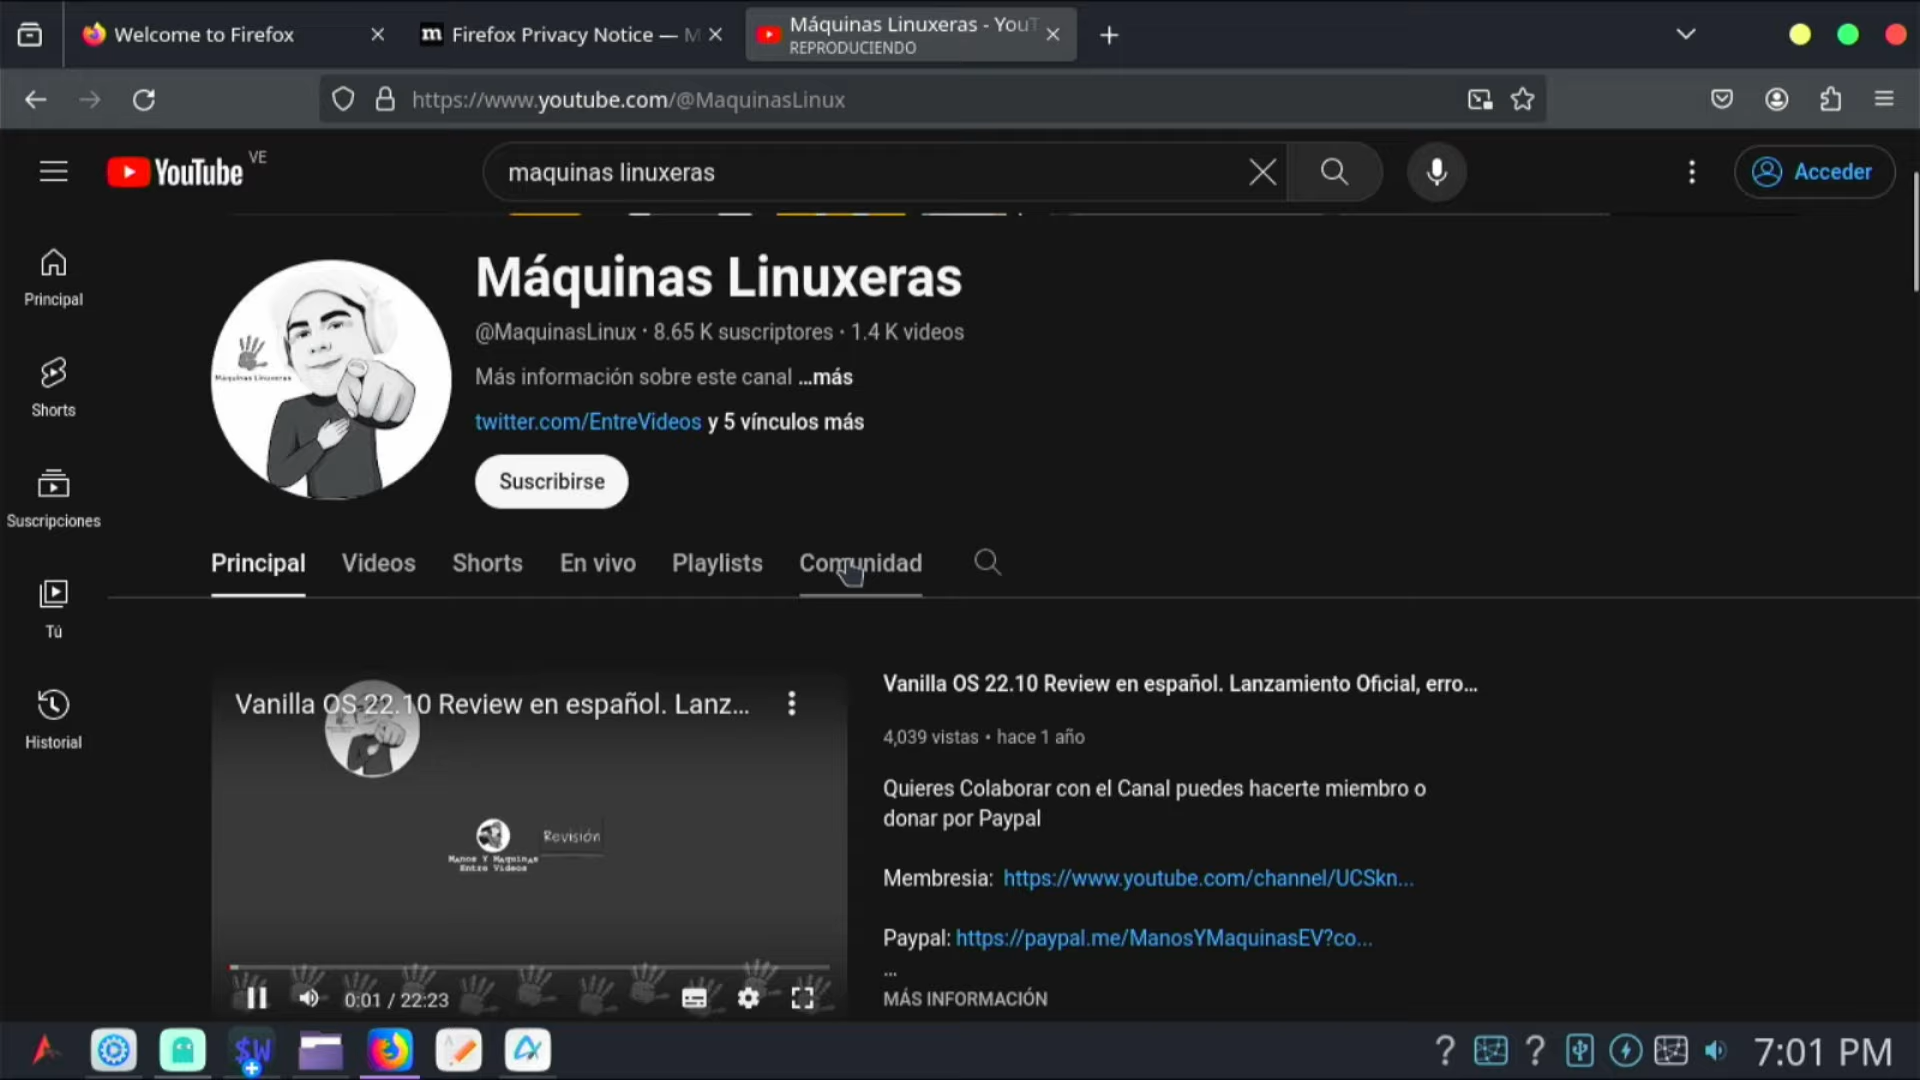 Welcome to Firefox
Firefox Privacy Notice — M
Máquinas Linuxeras - YouT
REPRODUCIENDO
https://www.youtube.com/@MaquinasLinux
YouTube VE
maquinas linuxeras
Acceder
Principal
Shorts
Suscripciones
Tú
Historial
Máquinas Linuxeras
Máquinas Linuxeras
@MaquinasLinux · 8.65 K suscriptores · 1.4 K videos
Más información sobre este canal ...más
twitter.com/EntreVideos y 5 vínculos más
Suscribirse
Principal Videos Shorts En vivo Playlists Comunidad
Vanilla OS 22.10 Review en español. Lanz...
Revisión
Manos Y Maquinas
Entre Videos
0:01 / 22:23
Vanilla OS 22.10 Review en español. Lanzamiento Oficial, erro...
4,039 vistas • hace 1 año
Quieres Colaborar con el Canal puedes hacerte miembro o
donar por Paypal
Membresia: https://www.youtube.com/channel/UCSkn...
Paypal: https://paypal.me/ManosYMaquinasEV?co...
...
MÁS INFORMACIÓN
$W
? ? 7:01 PM